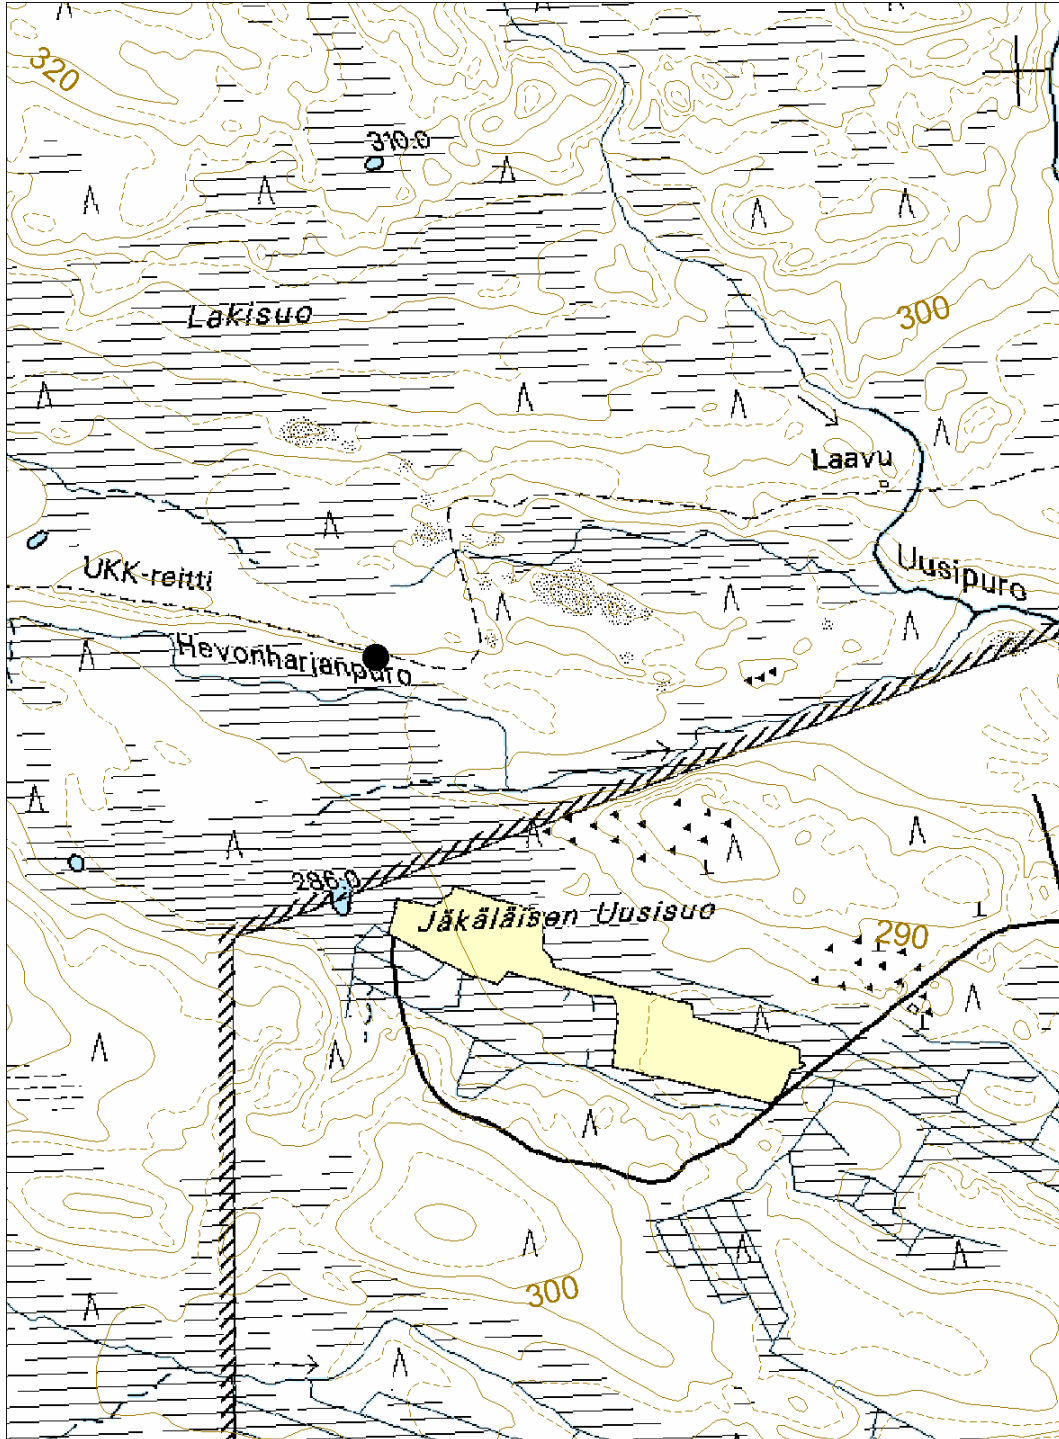 320
310.0
Lakisuo
300
Laavu
UKK-reitti
Uusipuro
Hevonharjanpuro
286.0
Jäkäläisen Uusisuo
290
300